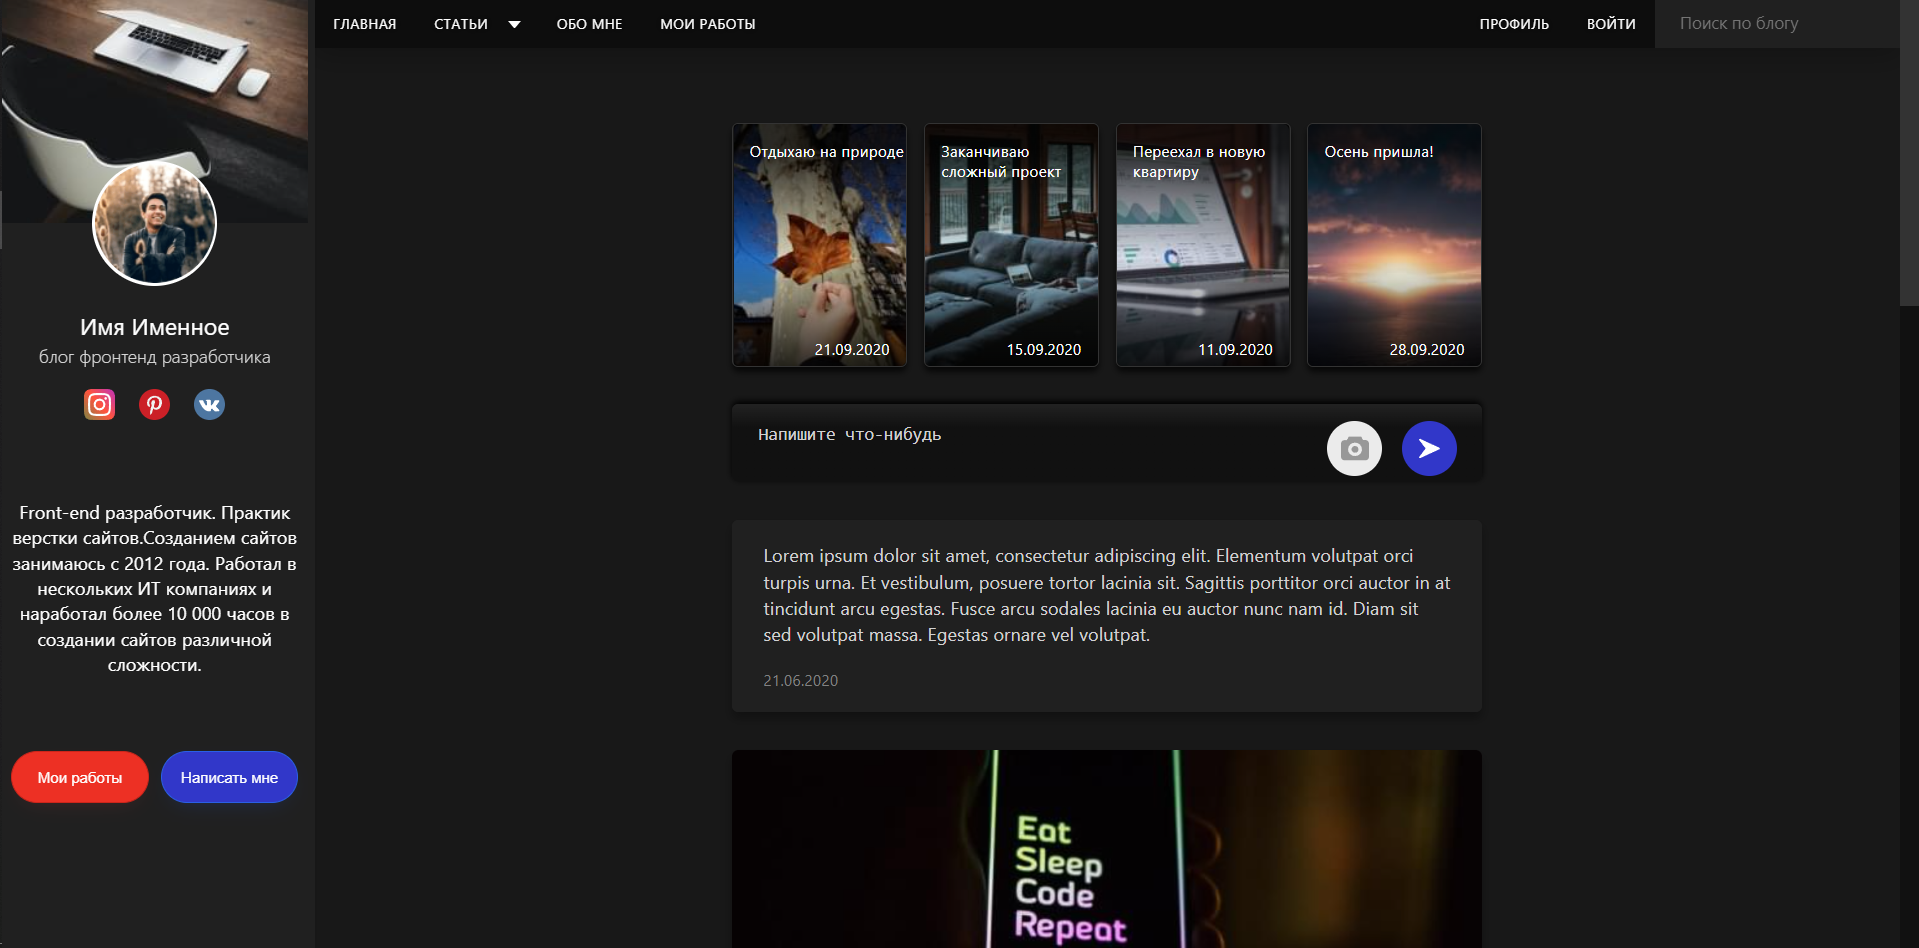 ГЛАВНАЯ
СТАТЬИ
ОБО МНЕ
МОИ РАБОТЫ
ПРОФИЛЬ
ВОЙТИ
Поиск по блогу
Имя Именное
блог фронтенд разработчика
Front-end разработчик. Практик
верстки сайтов.Созданием сайтов
занимаюсь с 2012 года. Работал в
нескольких ИТ компаниях и
наработал более 10 000 часов в
создании сайтов различной
сложности.
Мои работы
Написать мне
Отдыхаю на природе
21.09.2020
Заканчиваю
сложный проект
15.09.2020
Переехал в новую
квартиру
11.09.2020
Осень пришла!
28.09.2020
Напишите что-нибудь
Lorem ipsum dolor sit amet, consectetur adipiscing elit. Elementum volutpat orci
turpis urna. Et vestibulum, posuere tortor lacinia sit. Sagittis porttitor orci auctor in at
tincidunt arcu egestas. Fusce arcu sodales lacinia eu auctor nunc nam id. Diam sit
sed volutpat massa. Egestas ornare vel volutpat.
21.06.2020
Eat
Sleep
Code
Repeat